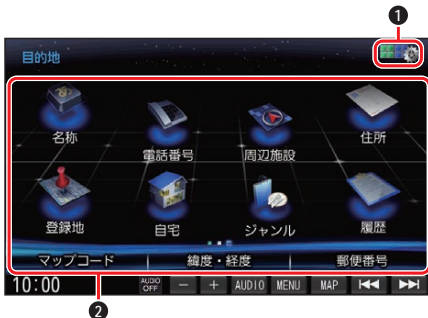 ❶
目的地
名称 電話番号 周辺施設 住所
登録地 自宅 ジャンル 履歴
マップコード 緯度・経度 郵便番号
10:00 AUDIO OFF − + AUDIO MENU MAP
❷